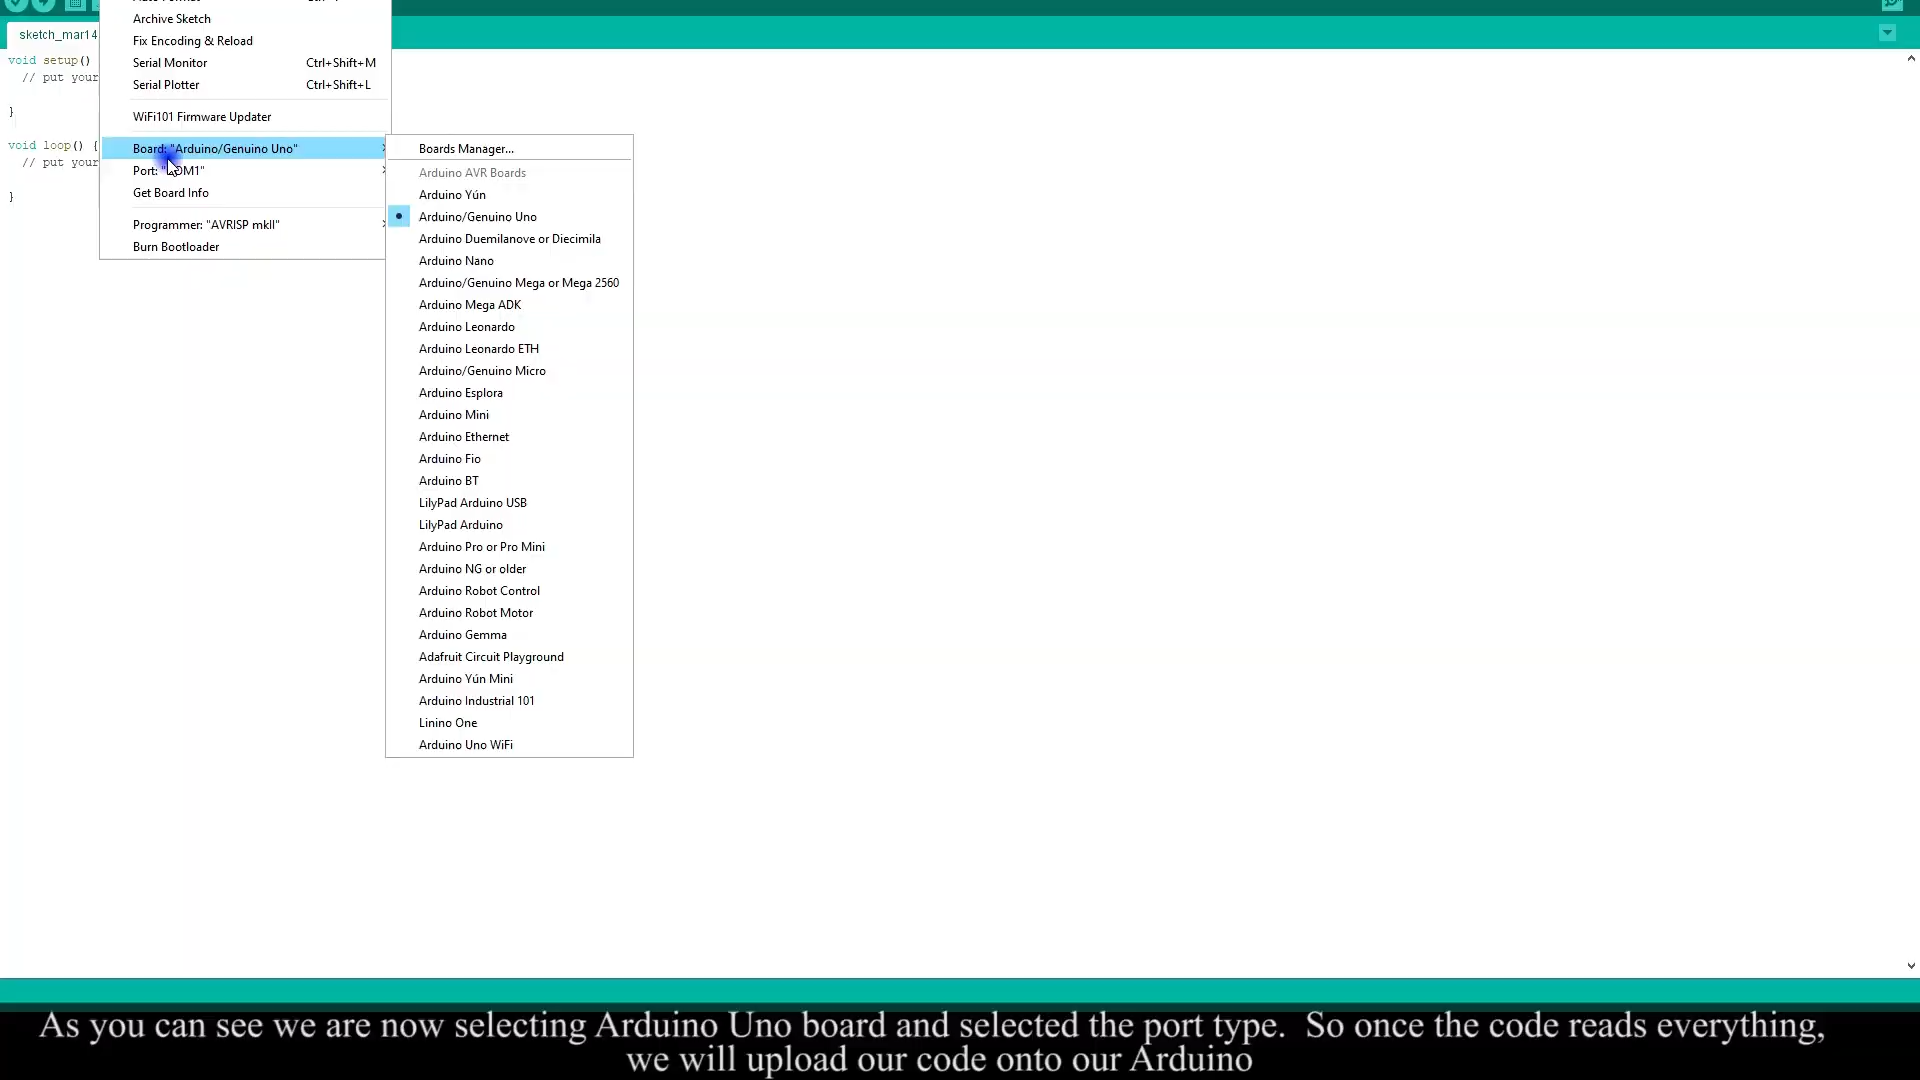 Archive Sketch
sketch_mar14
Fix Encoding & Reload
void setup()
Serial Monitor Ctrl+Shift+M
// put your
Serial Plotter Ctrl+Shift+L
}
WiFi101 Firmware Updater
void loop() {
Board: "Arduino/Genuino Uno"
// put your
Port:
Get Board Info
}
Programmer: "AVRISP mkII"
Burn Bootloader
Boards Manager...
Arduino AVR Boards
Arduino Yún
Arduino/Genuino Uno
Arduino Duemilanove or Diecimila
Arduino Nano
Arduino/Genuino Mega or Mega 2560
Arduino Mega ADK
Arduino Leonardo
Arduino Leonardo ETH
Arduino/Genuino Micro
Arduino Esplora
Arduino Mini
Arduino Ethernet
Arduino Fio
Arduino BT
LilyPad Arduino USB
LilyPad Arduino
Arduino Pro or Pro Mini
Arduino NG or older
Arduino Robot Control
Arduino Robot Motor
Arduino Gemma
Adafruit Circuit Playground
Arduino Yún Mini
Arduino Industrial 101
Linino One
Arduino Uno WiFi
As you can see we are now selecting Arduino Uno board and selected the port type.  So once the code reads everything,
we will upload our code onto our Arduino